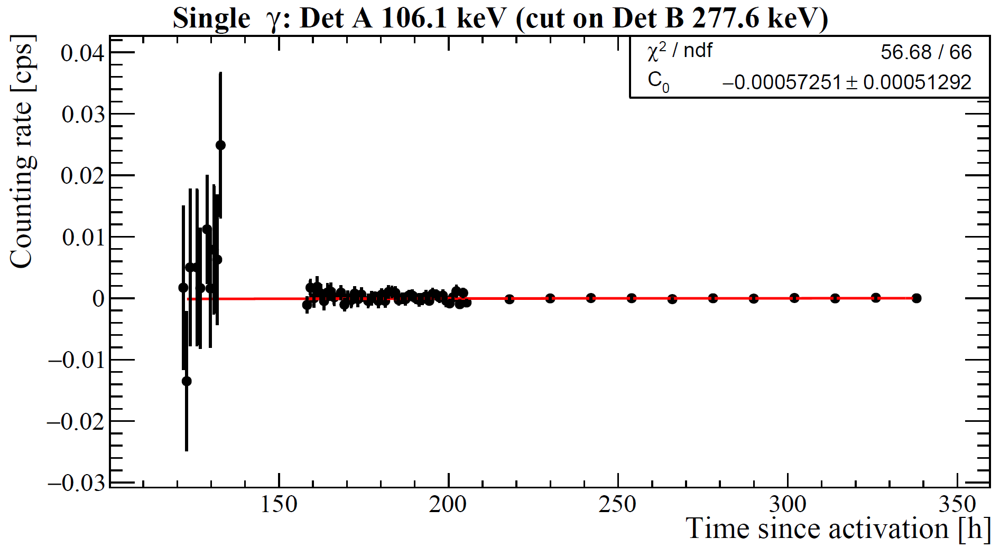 Single γ: Det A 106.1 keV (cut on Det B 277.6 keV)
χ² / ndf 56.68 / 66
C₀ −0.00057251 ± 0.00051292
Counting rate [cps]
0.04
0.03
0.02
0.01
0
−0.01
−0.02
−0.03
150 200 250 300 350
Time since activation [h]